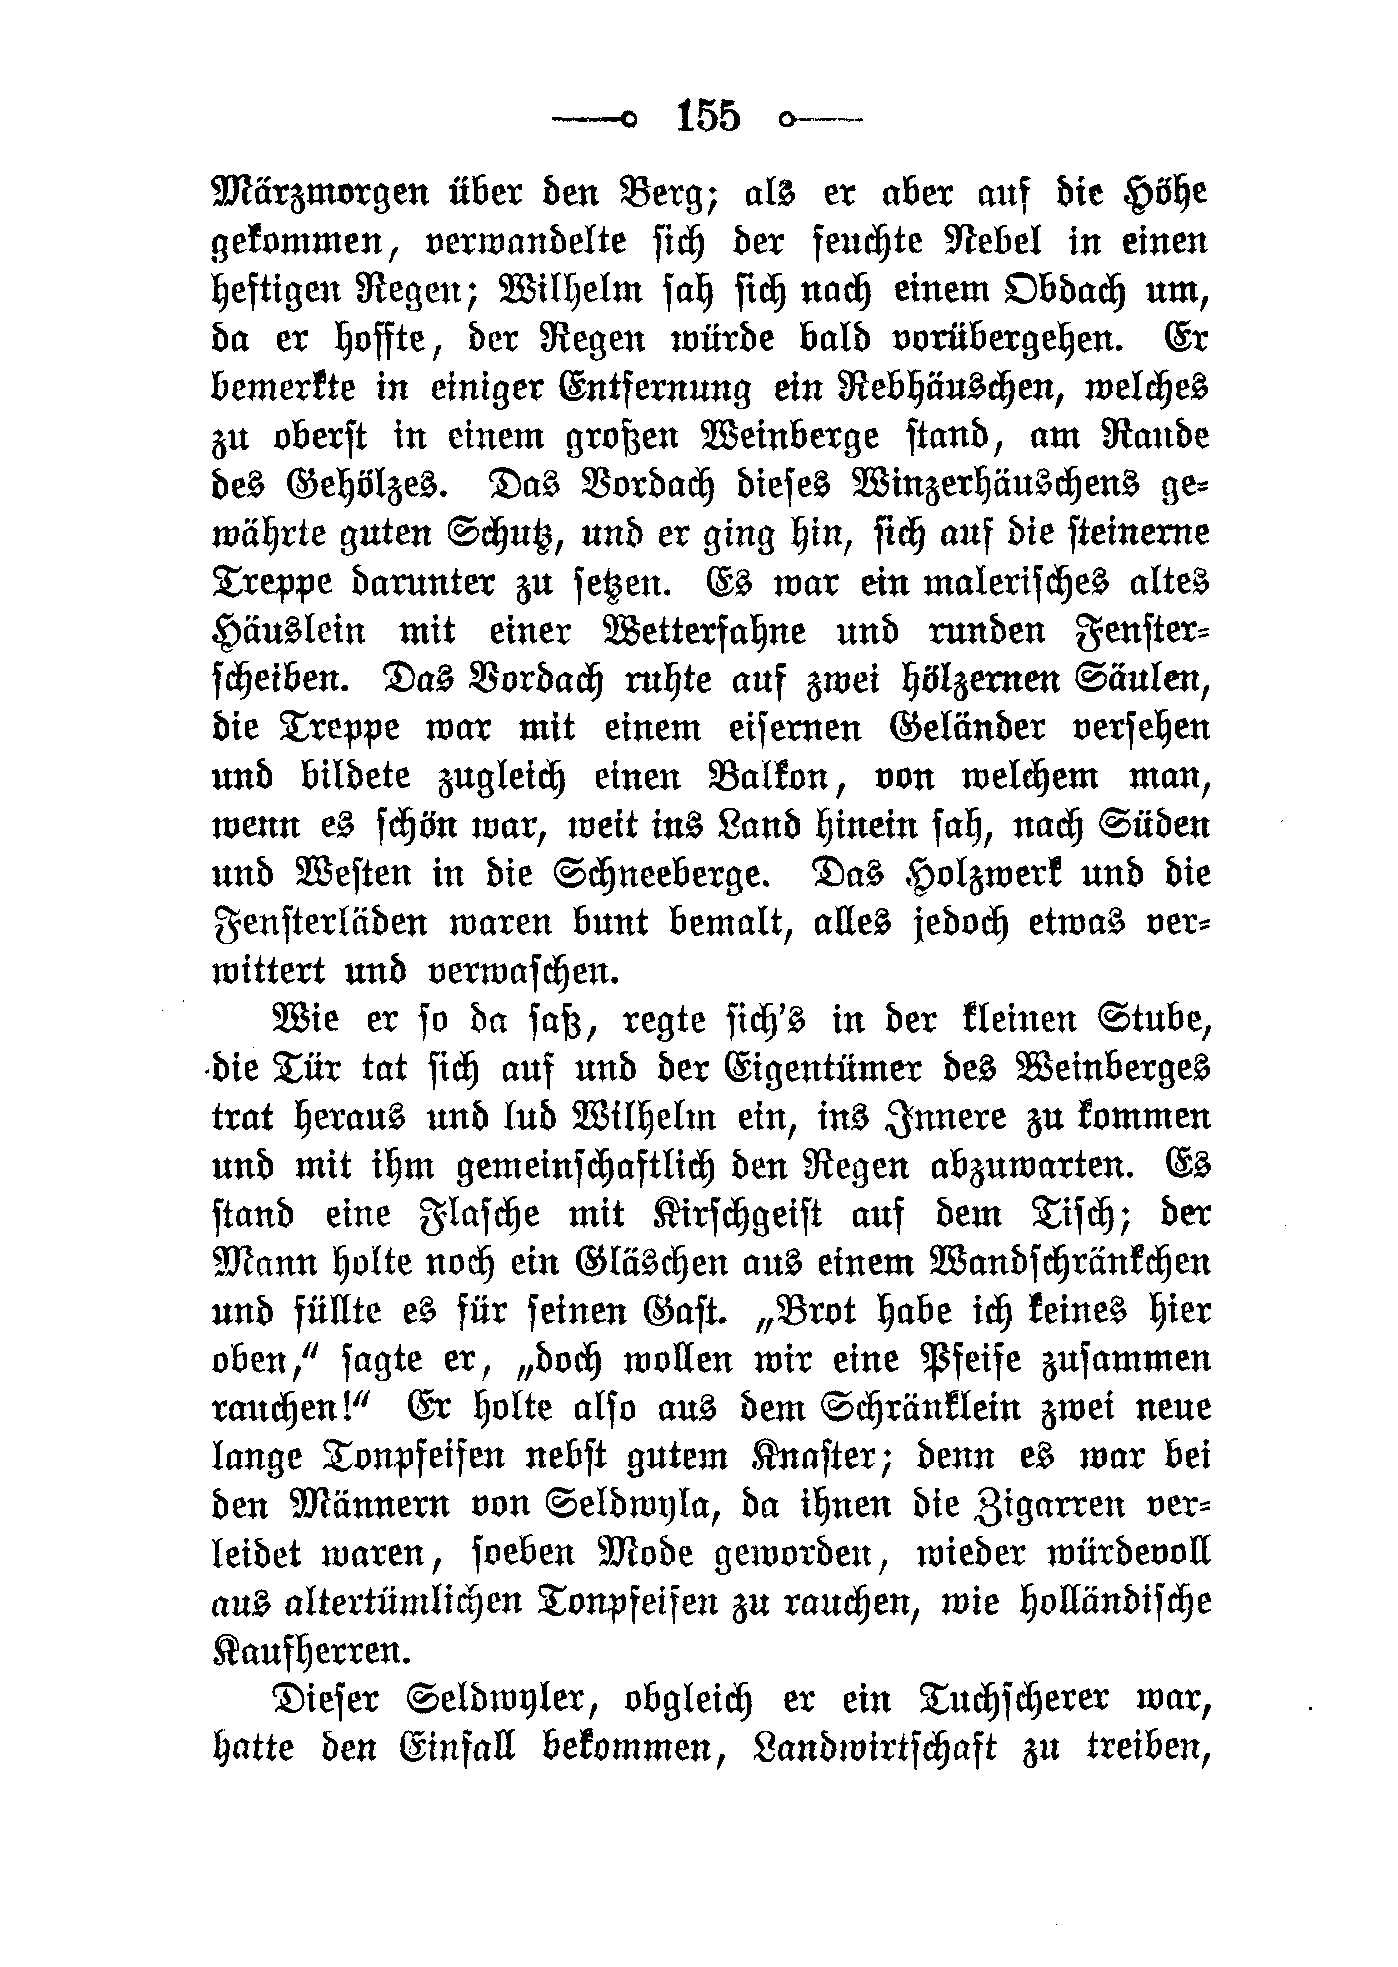 155
Märzmorgen über den Berg; als er aber auf die Höhe
gekommen, verwandelte sich der feuchte Nebel in einen
heftigen Regen; Wilhelm sah sich nach einem Obdach um,
da er hoffte, der Regen würde bald vorübergehen. Er
bemerkte in einiger Entfernung ein Rebhäuschen, welches
zu oberst in einem großen Weinberge stand, am Rande
des Gehölzes. Das Vordach dieses Winzerhäuschens ge=
währte guten Schutz, und er ging hin, sich auf die steinerne
Treppe darunter zu setzen. Es war ein malerisches altes
Häuslein mit einer Wetterfahne und runden Fenster=
scheiben. Das Vordach ruhte auf zwei hölzernen Säulen,
die Treppe war mit einem eisernen Geländer versehen
und bildete zugleich einen Balkon, von welchem man,
wenn es schön war, weit ins Land hinein sah, nach Süden
und Westen in die Schneeberge. Das Holzwerk und die
Fensterläden waren bunt bemalt, alles jedoch etwas ver=
wittert und verwaschen.
Wie er so da saß, regte sich's in der kleinen Stube,
die Tür tat sich auf und der Eigentümer des Weinberges
trat heraus und lud Wilhelm ein, ins Innere zu kommen
und mit ihm gemeinschaftlich den Regen abzuwarten. Es
stand eine Flasche mit Kirschgeist auf dem Tisch; der
Mann holte noch ein Gläschen aus einem Wandschränkchen
und füllte es für seinen Gast. „Brot habe ich keines hier
oben,“ sagte er, „doch wollen wir eine Pfeife zusammen
rauchen!“ Er holte also aus dem Schränklein zwei neue
lange Tonpfeifen nebst gutem Knaster; denn es war bei
den Männern von Seldwyla, da ihnen die Zigarren ver=
leidet waren, soeben Mode geworden, wieder würdevoll
aus altertümlichen Tonpfeifen zu rauchen, wie holländische
Kaufherren.
Dieser Seldwyler, obgleich er ein Tuchscherer war,
hatte den Einfall bekommen, Landwirtschaft zu treiben,